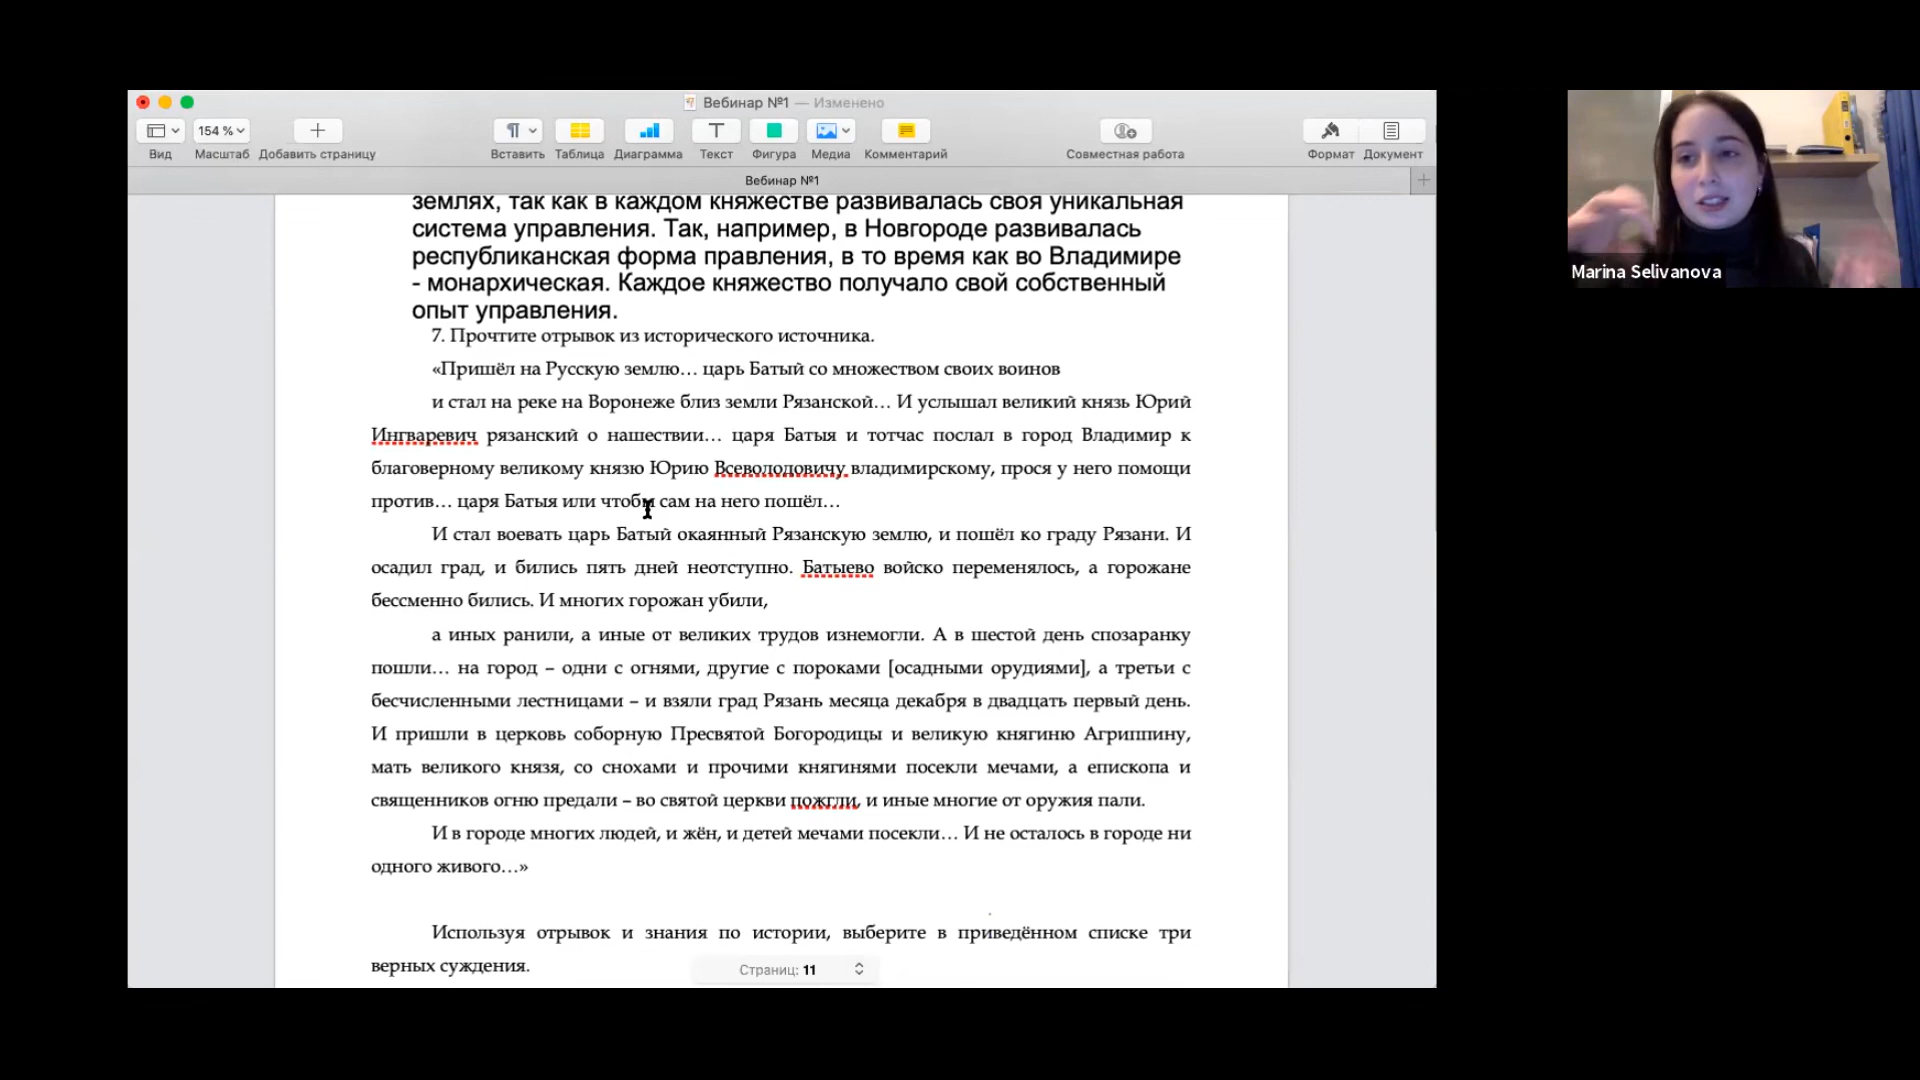 Вебинар №1 — Изменено
154 %
Вид
Масштаб
Добавить страницу
Вставить
Таблица
Диаграмма
Текст
Фигура
Медиа
Комментарий
Совместная работа
Формат
Документ
Вебинар №1
землях, так как в каждом княжестве развивалась своя уникальная
система управления. Так, например, в Новгороде развивалась
республиканская форма правления, в то время как во Владимире
- монархическая. Каждое княжество получало свой собственный
опыт управления.
7. Прочтите отрывок из исторического источника.
«Пришёл на Русскую землю… царь Батый со множеством своих воинов
и стал на реке на Воронеже близ земли Рязанской… И услышал великий князь Юрий
Ингваревич рязанский о нашествии… царя Батыя и тотчас послал в город Владимир к
благоверному великому князю Юрию Всеволодовичу владимирскому, прося у него помощи
против… царя Батыя или чтобы сам на него пошёл…
И стал воевать царь Батый окаянный Рязанскую землю, и пошёл ко граду Рязани. И
осадил град, и бились пять дней неотступно. Батыево войско переменялось, а горожане
бессменно бились. И многих горожан убили,
а иных ранили, а иные от великих трудов изнемогли. А в шестой день спозаранку
пошли… на город – одни с огнями, другие с пороками [осадными орудиями], а третьи с
бесчисленными лестницами – и взяли град Рязань месяца декабря в двадцать первый день.
И пришли в церковь соборную Пресвятой Богородицы и великую княгиню Агриппину,
мать великого князя, со снохами и прочими княгинями посекли мечами, а епископа и
священников огню предали – во святой церкви пожгли, и иные многие от оружия пали.
И в городе многих людей, и жён, и детей мечами посекли… И не осталось в городе ни
одного живого…»
Используя отрывок и знания по истории, выберите в приведённом списке три
верных суждения.
Страниц: 11
Marina Selivanova